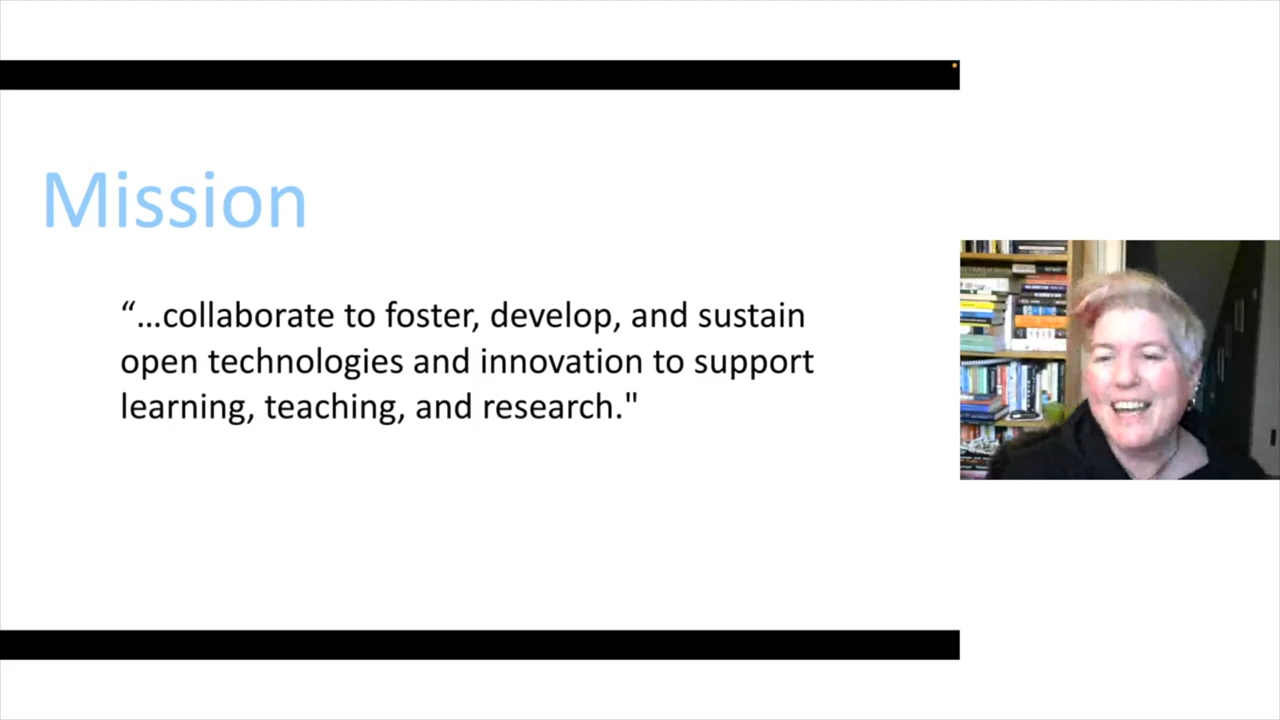 Mission
“...collaborate to foster, develop, and sustain
open technologies and innovation to support
learning, teaching, and research."